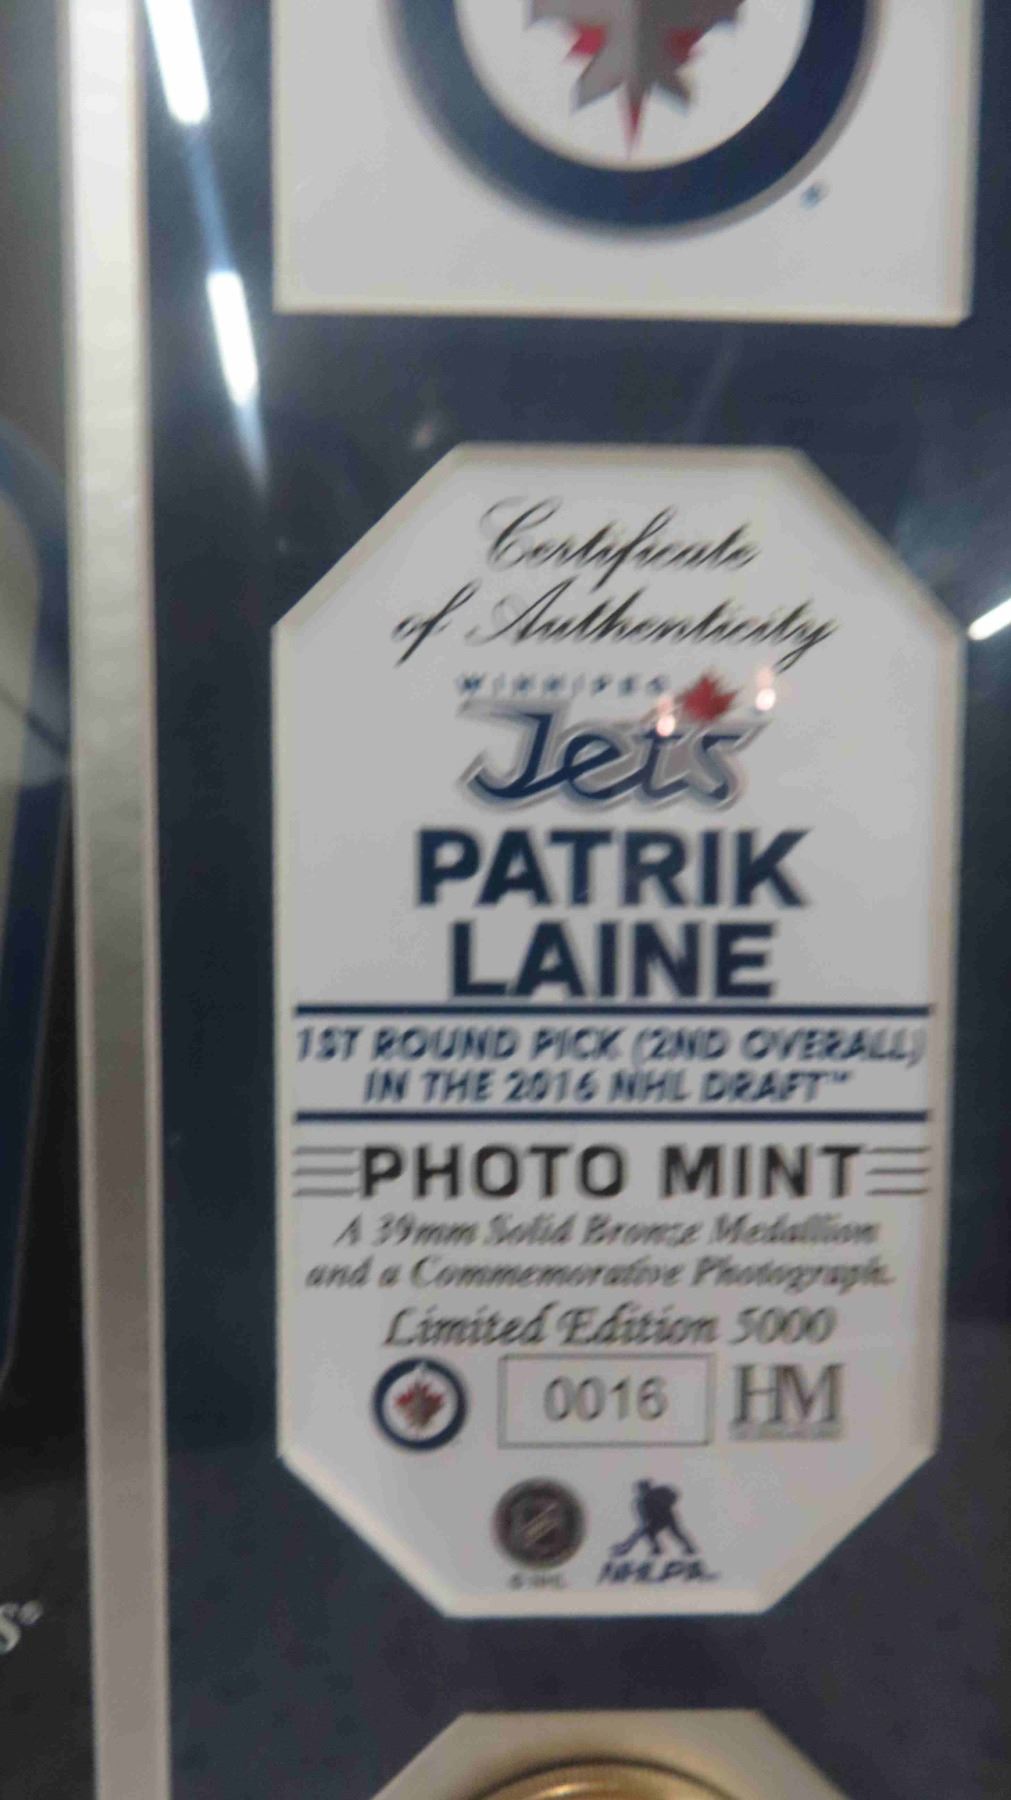 Certificate
of Authenticity
WINNIPEG
Jets
PATRIK
LAINE
1ST ROUND PICK (2ND OVERALL)
IN THE 2016 NHL DRAFT™
PHOTO MINT
A 39mm Solid Bronze Medallion
and a Commemorative Photograph.
Limited Edition 5000
0016 HM
NHLPA
S®